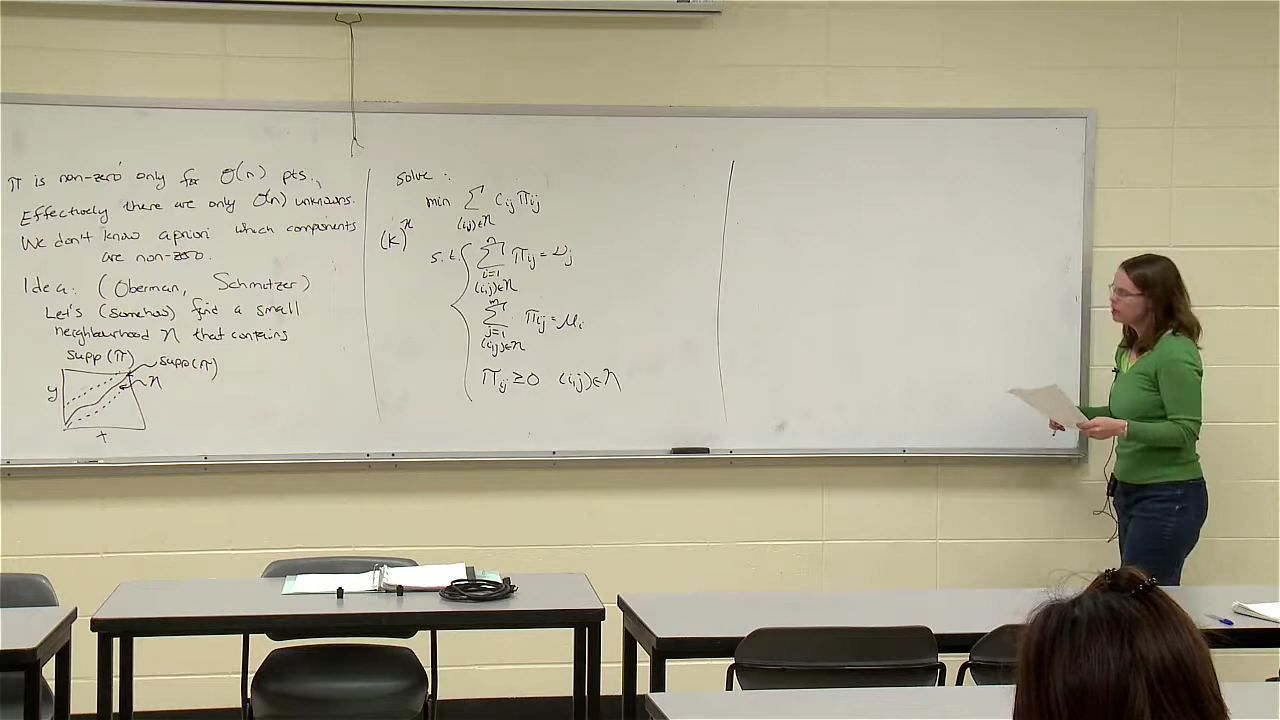 π is non-zero only for O(n) pts.,
Effectively there are only O(n) unknowns.
We don't know apriori which components
are non-zero.
Idea: (Oberman, Schmitzer)
Let's (somehow) find a small
neighbourhood 𝒩 that contains
supp(π)
supp(π)
y
𝒩
x
solve:
min Σ Cij πij
(i,j)∈𝒩
(K)^𝒩
s.t. { n Σ i=1 πij = νj
(i,j)∈𝒩
n Σ j=1 πij = μi
(i,j)∈𝒩
πij ≥ 0 (i,j)∈𝒩